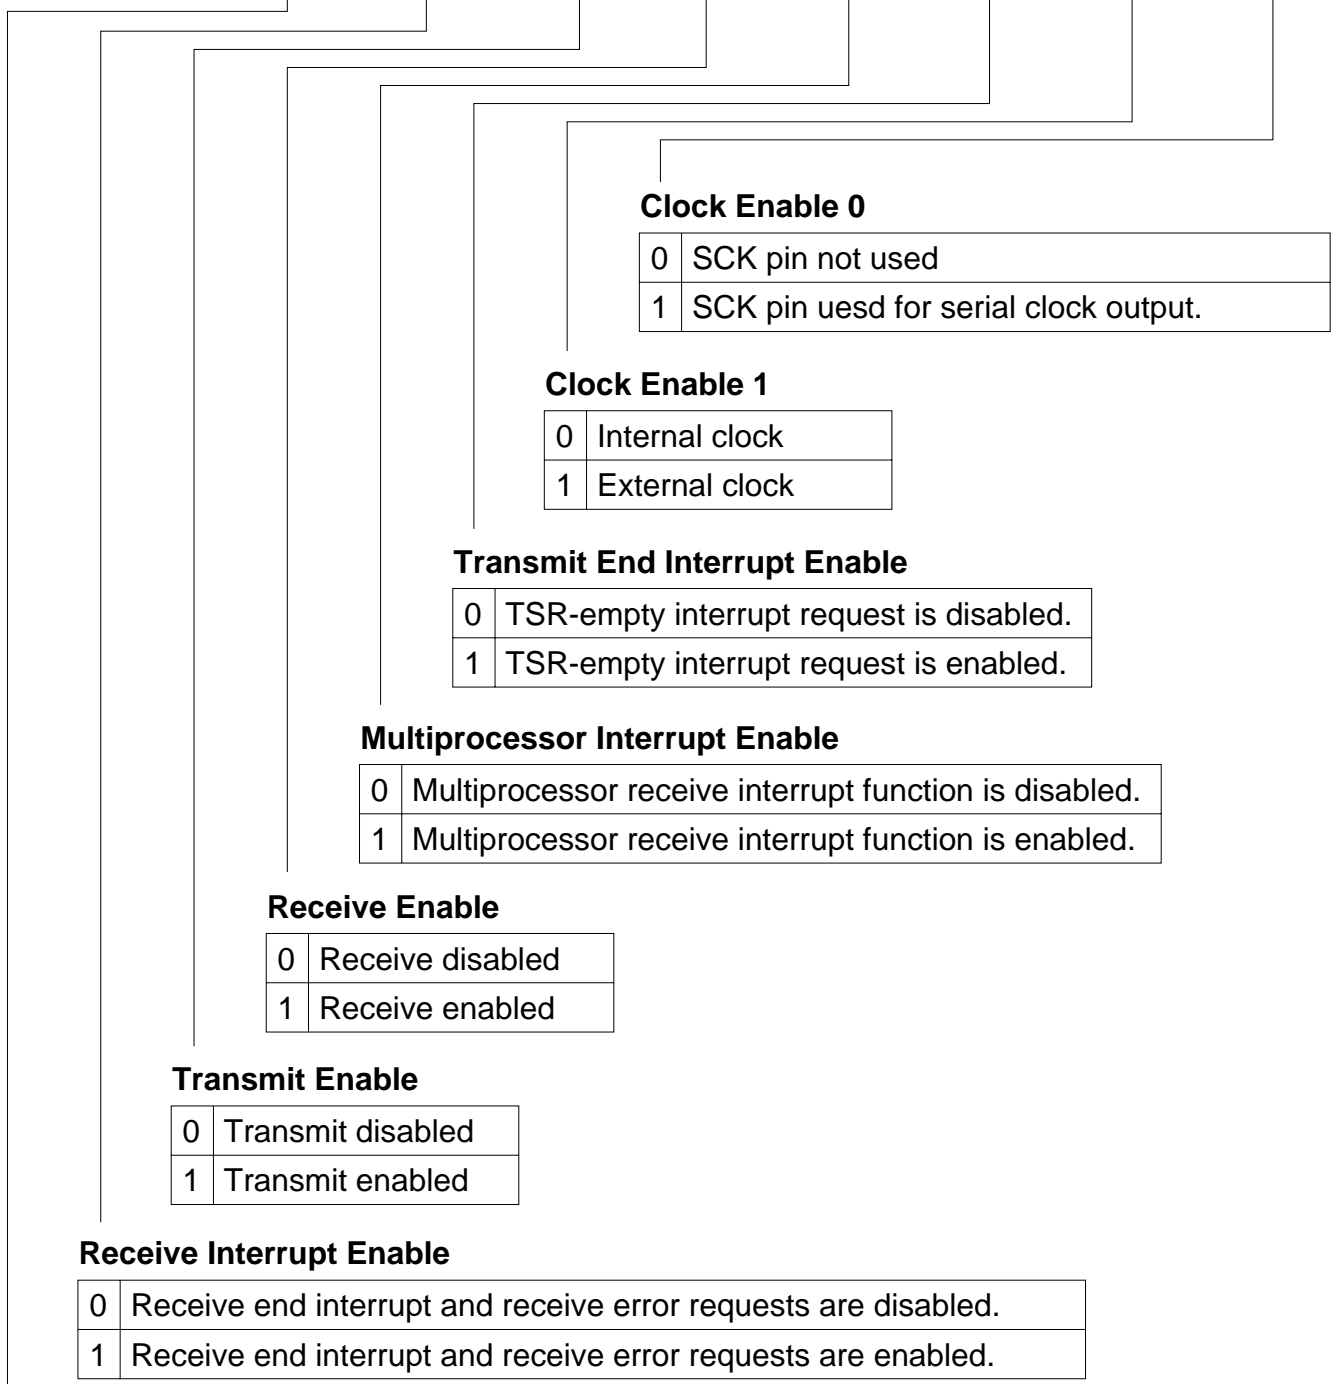 Clock Enable 0
0 SCK pin not used
1 SCK pin uesd for serial clock output.
Clock Enable 1
0 Internal clock
1 External clock
Transmit End Interrupt Enable
0 TSR-empty interrupt request is disabled.
1 TSR-empty interrupt request is enabled.
Multiprocessor Interrupt Enable
0 Multiprocessor receive interrupt function is disabled.
1 Multiprocessor receive interrupt function is enabled.
Receive Enable
0 Receive disabled
1 Receive enabled
Transmit Enable
0 Transmit disabled
1 Transmit enabled
Receive Interrupt Enable
0 Receive end interrupt and receive error requests are disabled.
1 Receive end interrupt and receive error requests are enabled.